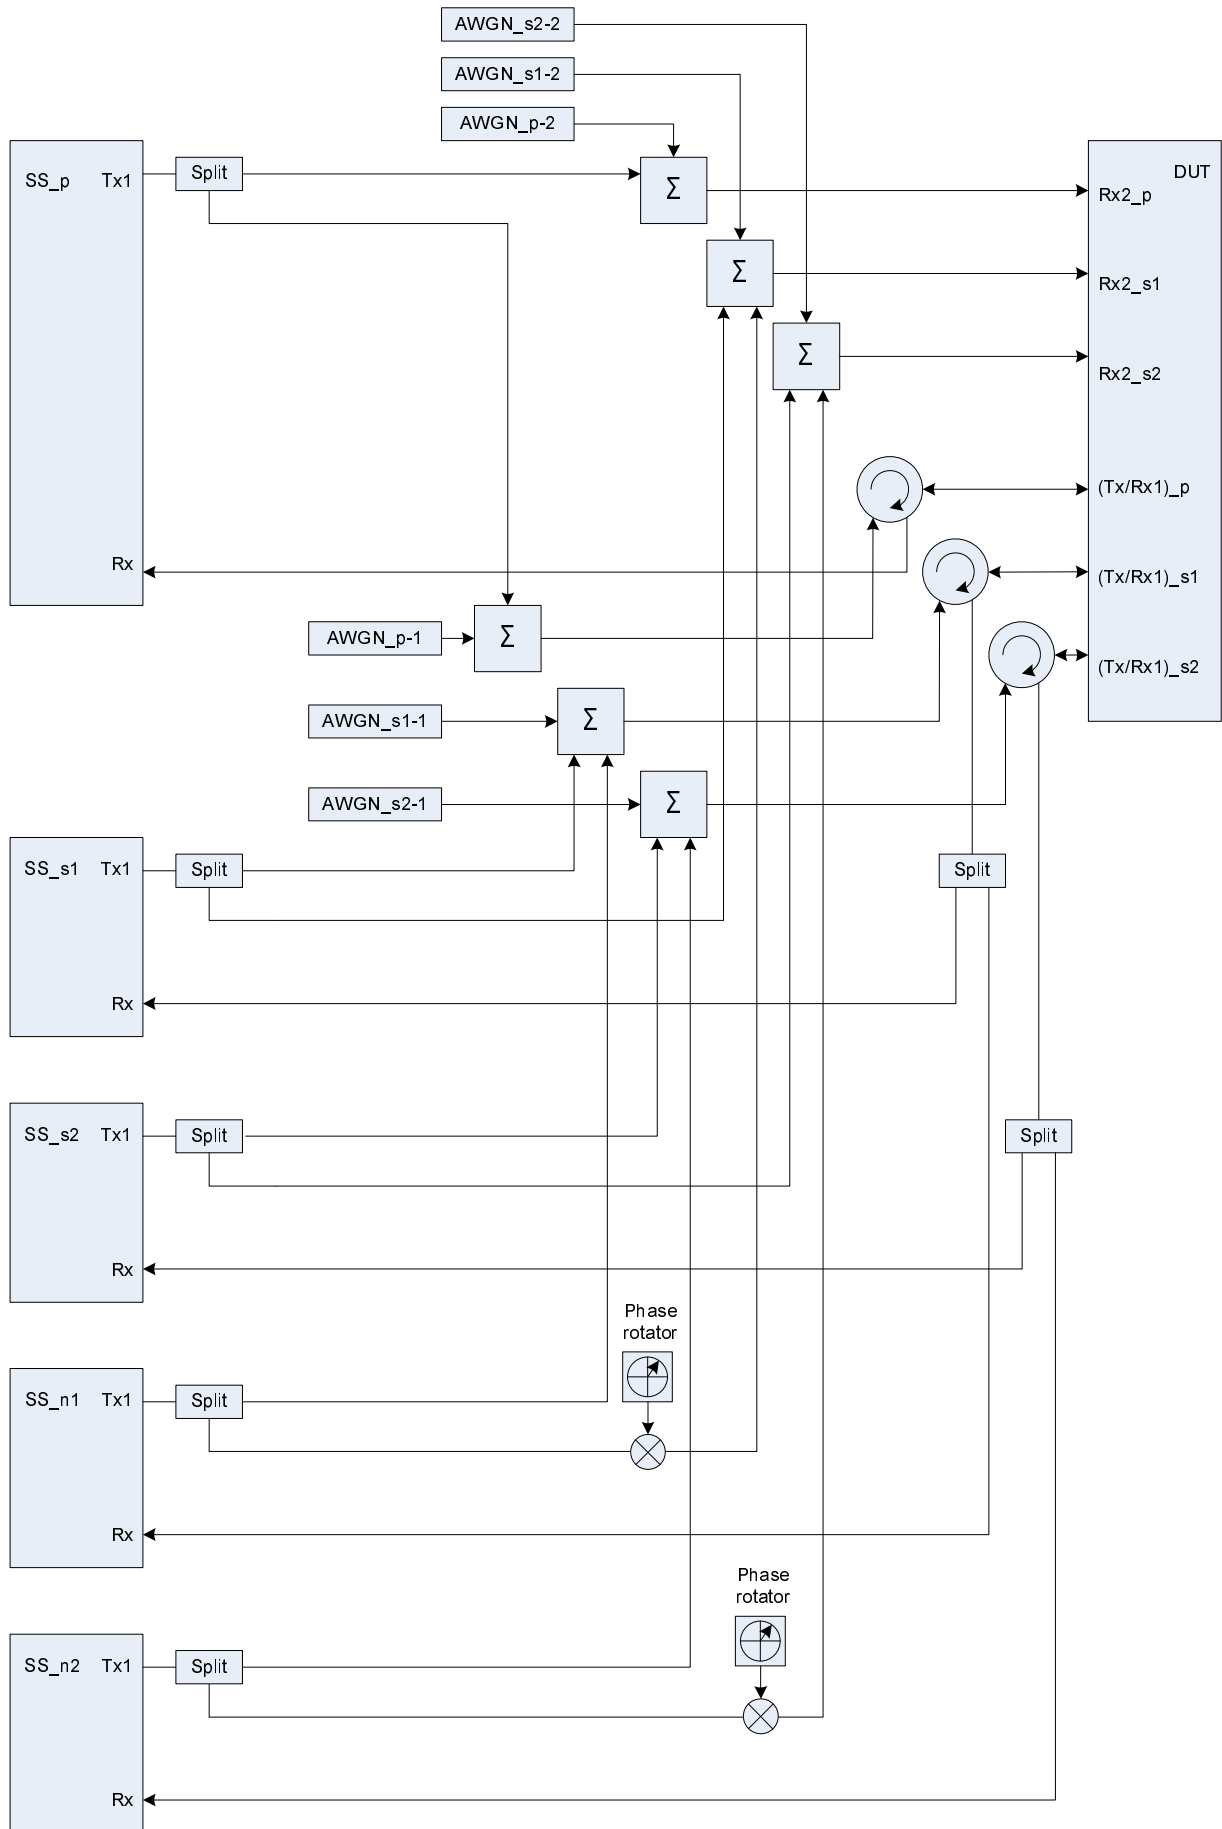 AWGN_s2-2
AWGN_s1-2
AWGN_p-2
SS_p Tx1
Split
Σ
DUT
Rx2_p
Σ
Rx2_s1
Σ
Rx2_s2
(Tx/Rx1)_p
Rx
(Tx/Rx1)_s1
AWGN_p-1
Σ
(Tx/Rx1)_s2
AWGN_s1-1
Σ
AWGN_s2-1
Σ
SS_s1 Tx1
Split
Split
Rx
SS_s2 Tx1
Split
Split
Rx
Phase
rotator
SS_n1 Tx1
Split
Rx
Phase
rotator
SS_n2 Tx1
Split
Rx